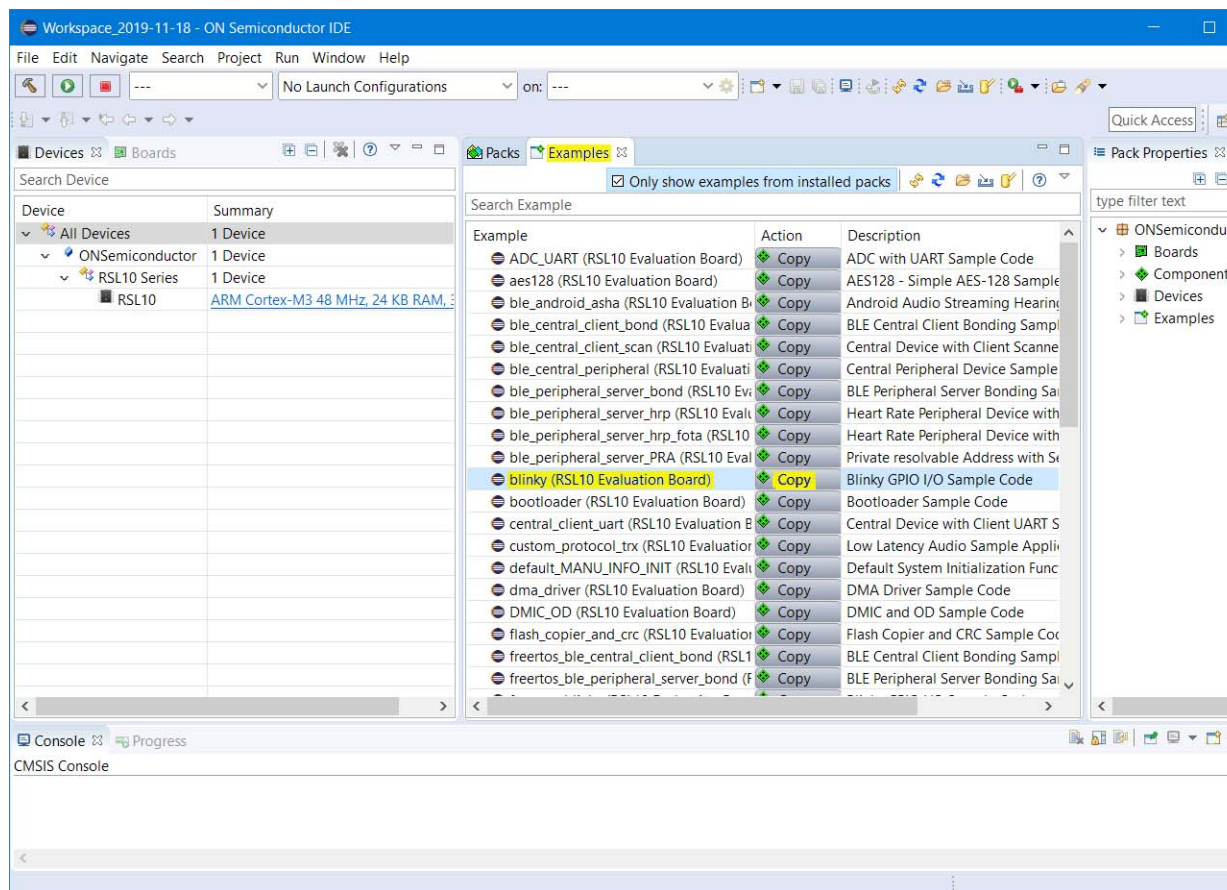 Workspace_2019-11-18 - ON Semiconductor IDE
File Edit Navigate Search Project Run Window Help
--- No Launch Configurations on: ---
Quick Access
Devices Boards
Packs Examples
Pack Properties
Search Device
Only show examples from installed packs
type filter text
Search Example
Device Summary
All Devices 1 Device
ONSemiconductor 1 Device
RSL10 Series 1 Device
RSL10 ARM Cortex-M3 48 MHz, 24 KB RAM, 3
Example Action Description
ADC_UART (RSL10 Evaluation Board) Copy ADC with UART Sample Code
aes128 (RSL10 Evaluation Board) Copy AES128 - Simple AES-128 Sample
ble_android_asha (RSL10 Evaluation B Copy Android Audio Streaming Hearing
ble_central_client_bond (RSL10 Evalua Copy BLE Central Client Bonding Sampl
ble_central_client_scan (RSL10 Evaluati Copy Central Device with Client Scanne
ble_central_peripheral (RSL10 Evaluati Copy Central Peripheral Device Sample
ble_peripheral_server_bond (RSL10 Eva Copy BLE Peripheral Server Bonding Sa
ble_peripheral_server_hrp (RSL10 Evalu Copy Heart Rate Peripheral Device with
ble_peripheral_server_hrp_fota (RSL10 Copy Heart Rate Peripheral Device with
ble_peripheral_server_PRA (RSL10 Eval Copy Private resolvable Address with Se
blinky (RSL10 Evaluation Board) Copy Blinky GPIO I/O Sample Code
bootloader (RSL10 Evaluation Board) Copy Bootloader Sample Code
central_client_uart (RSL10 Evaluation B Copy Central Device with Client UART S
custom_protocol_trx (RSL10 Evaluation Copy Low Latency Audio Sample Appli
default_MANU_INFO_INIT (RSL10 Evalu Copy Default System Initialization Func
dma_driver (RSL10 Evaluation Board) Copy DMA Driver Sample Code
DMIC_OD (RSL10 Evaluation Board) Copy DMIC and OD Sample Code
flash_copier_and_crc (RSL10 Evaluation Copy Flash Copier and CRC Sample Coc
freertos_ble_central_client_bond (RSL1 Copy BLE Central Client Bonding Sampl
freertos_ble_peripheral_server_bond (F Copy BLE Peripheral Server Bonding Sa
ONSemicondu
Boards
Component
Devices
Examples
Console Progress
CMSIS Console